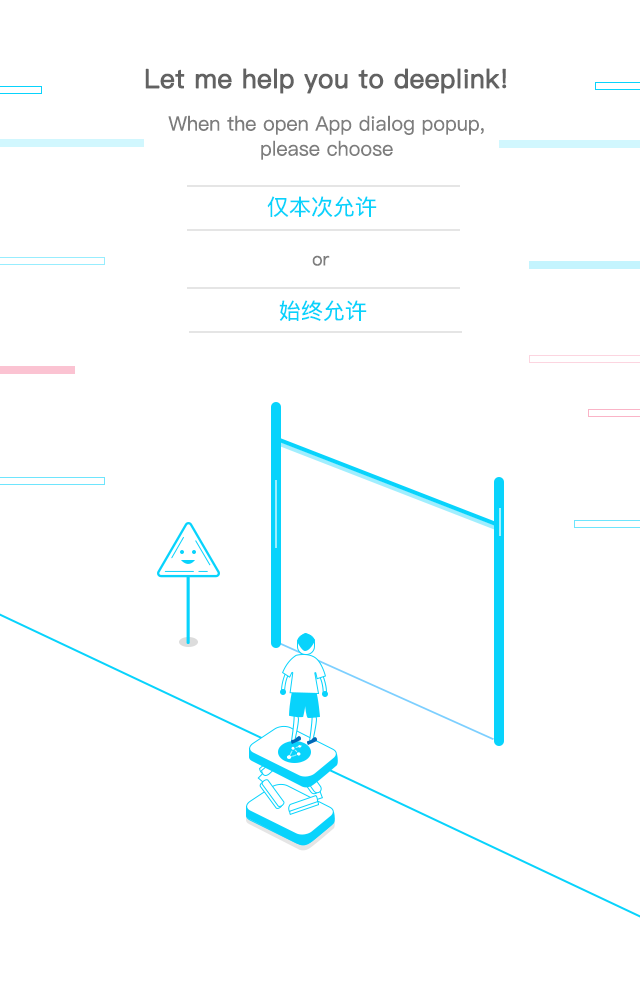 Let me help you to deeplink!
When the open App dialog popup,
please choose
仅本次允许
or
始终允许